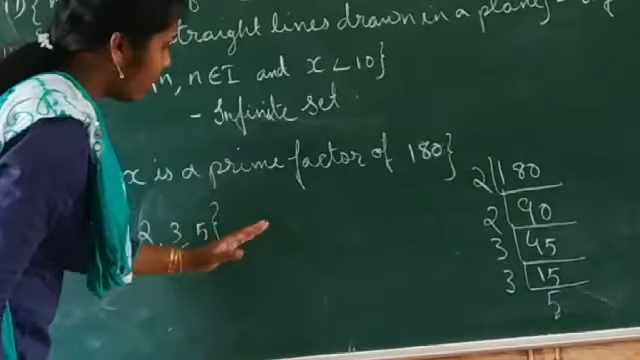 straight lines drawn in a plane}
n, n∈I and x < 10}
- Infinite set.
x is a prime factor of 180}
2, 3, 5}
2 | 180
2 | 90
3 | 45
3 | 15
5